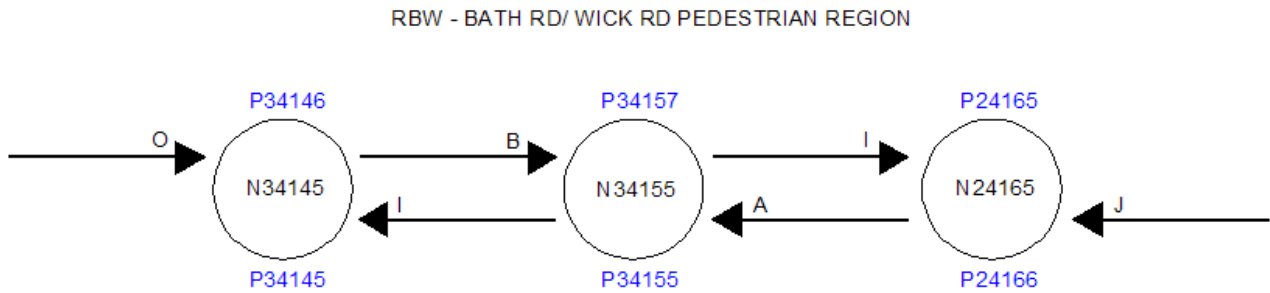 RBW - BATH RD/ WICK RD PEDESTRIAN REGION
P34146 P34157 P24165
O B I
N34145 N34155 N24165
I A J
P34145 P34155 P24166